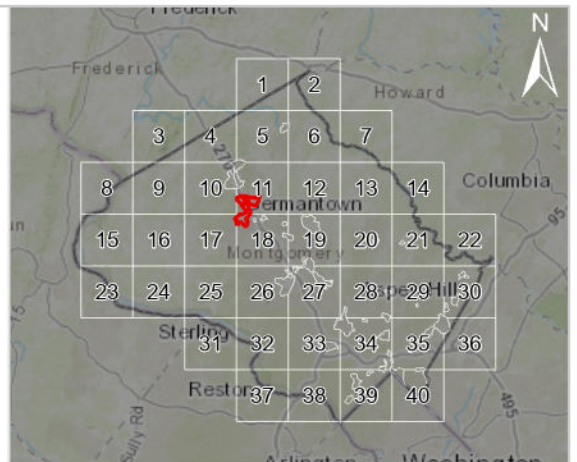 Frederick
N
Frederick
1 2
Howard
3 4 5 6 7
270
8 9 10 11 12 13 14
Columbia
Germantown
95
15 16 17 18 19 20 21 22
Montgomery
23 24 25 26 27 28 29 30
Aspen Hill
15
Sterling
31 32 33 34 35 36
Reston
37 38 39 40
495
Sully Rd
Arlington
Washington